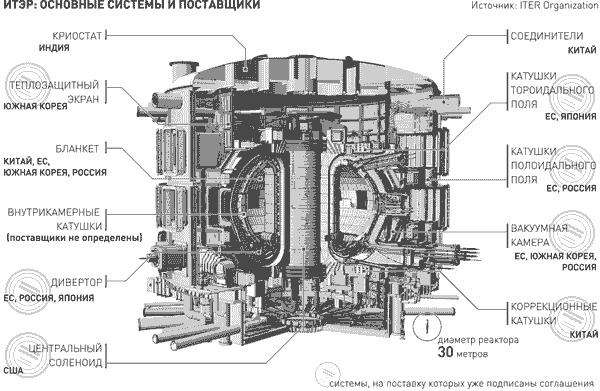 ИТЭР: ОСНОВНЫЕ СИСТЕМЫ И ПОСТАВЩИКИ
Источник: ITER Organization
КРИОСТАТ
ИНДИЯ
ТЕПЛОЗАЩИТНЫЙ
ЭКРАН
ЮЖНАЯ КОРЕЯ
БЛАНКЕТ
КИТАЙ, ЕС,
ЮЖНАЯ КОРЕЯ, РОССИЯ
ВНУТРИКАМЕРНЫЕ
КАТУШКИ
(поставщики не определены)
ДИВЕРТОР
ЕС, РОССИЯ, ЯПОНИЯ
ЦЕНТРАЛЬНЫЙ
СОЛЕНОИД
США
СОЕДИНИТЕЛИ
КИТАЙ
КАТУШКИ
ТОРОИДАЛЬНОГО
ПОЛЯ
ЕС, ЯПОНИЯ
КАТУШКИ
ПОЛОИДАЛЬНОГО
ПОЛЯ
ЕС, РОССИЯ
ВАКУУМНАЯ
КАМЕРА
ЕС, ЮЖНАЯ КОРЕЯ,
РОССИЯ
КОРРЕКЦИОННЫЕ
КАТУШКИ
КИТАЙ
диаметр реактора
30 метров
системы, на поставку которых уже подписаны соглашения